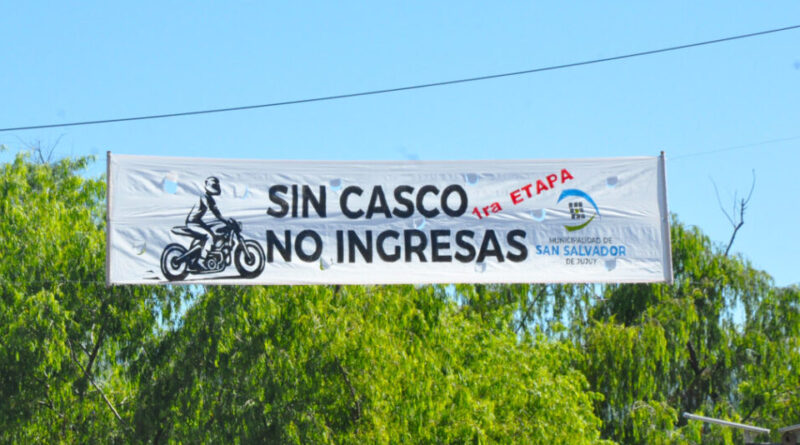 SIN CASCO
1ra ETAPA
NO INGRESAS
MUNICIPALIDAD DE
SAN SALVADOR
DE JUJUY